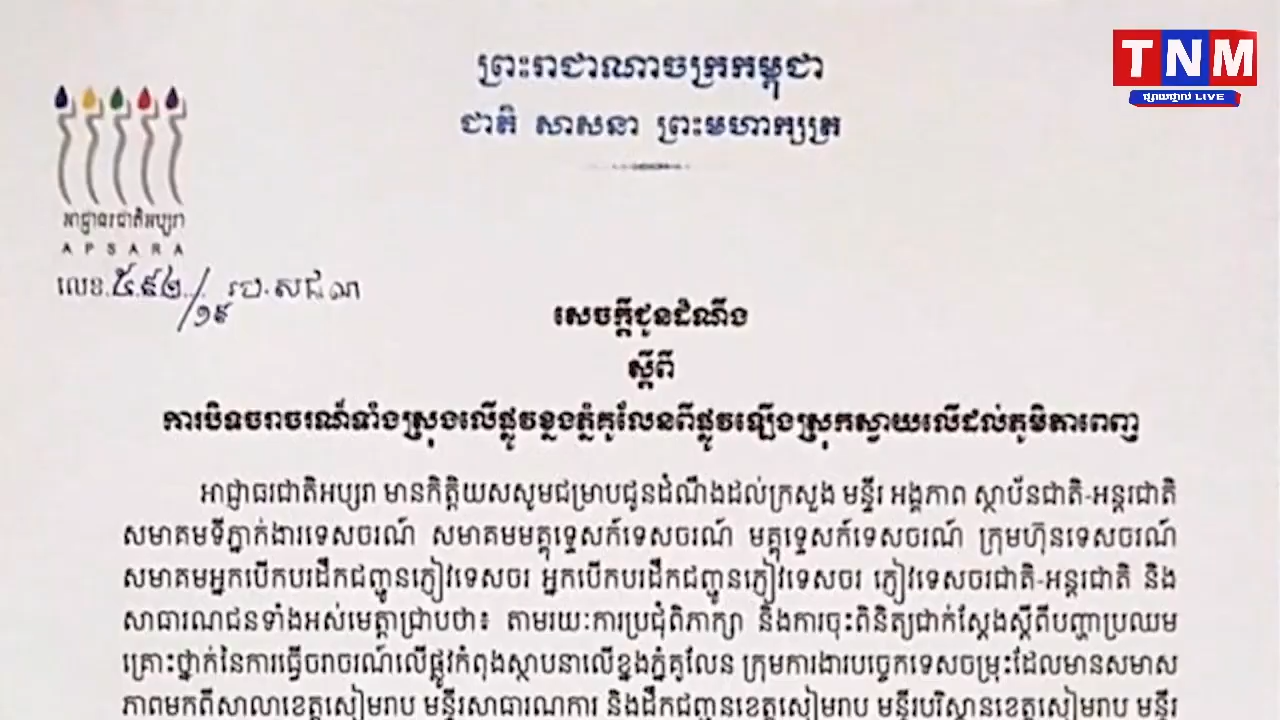 TNM
ផ្សាយផ្ទាល់ LIVE
ព្រះរាជាណាចក្រកម្ពុជា
ជាតិ សាសនា ព្រះមហាក្សត្រ
អាជ្ញាធរជាតិអប្សរា
APSARA
លេខ.៥៩២../១៩ រប.សជណ
សេចក្តីជូនដំណឹង
ស្តីពី
ការបិទចរាចរណ៍ទាំងស្រុងលើផ្លូវខ្នងភ្នំគូលែនពីផ្លូវឡើងស្រុកស្វាយលើដល់ភូមិតាពេញ
អាជ្ញាធរជាតិអប្សរា មានកិត្តិយសសូមជម្រាបជូនដំណឹងដល់ក្រសួង មន្ទីរ អង្គភាព ស្ថាប័នជាតិ-អន្តរជាតិ
សមាគមទីភ្នាក់ងារទេសចរណ៍ សមាគមមគ្គុទ្ទេសក៍ទេសចរណ៍ មគ្គុទ្ទេសក៍ទេសចរណ៍ ក្រុមហ៊ុនទេសចរណ៍
សមាគមអ្នកបើកបរដឹកជញ្ជូនភ្ញៀវទេសចរ អ្នកបើកបរដឹកជញ្ជូនភ្ញៀវទេសចរ ភ្ញៀវទេសចរជាតិ-អន្តរជាតិ និង
សាធារណជនទាំងអស់មេត្តាជ្រាបថា៖ តាមរយៈការប្រជុំពិភាក្សា និងការចុះពិនិត្យជាក់ស្តែងស្តីពីបញ្ហាប្រឈម
គ្រោះថ្នាក់នៃការធ្វើចរាចរណ៍លើផ្លូវកំពុងស្ថាបនាលើខ្នងភ្នំគូលែន ក្រុមការងារបច្ចេកទេសចម្រុះដែលមានសមាស
ភាពមកពីសាលាខេត្តសៀមរាប មន្ទីរសាធារណការ និងដឹកជញ្ជូនខេត្តសៀមរាប មន្ទីរបរិស្ថានខេត្តសៀមរាប មន្ទីរ